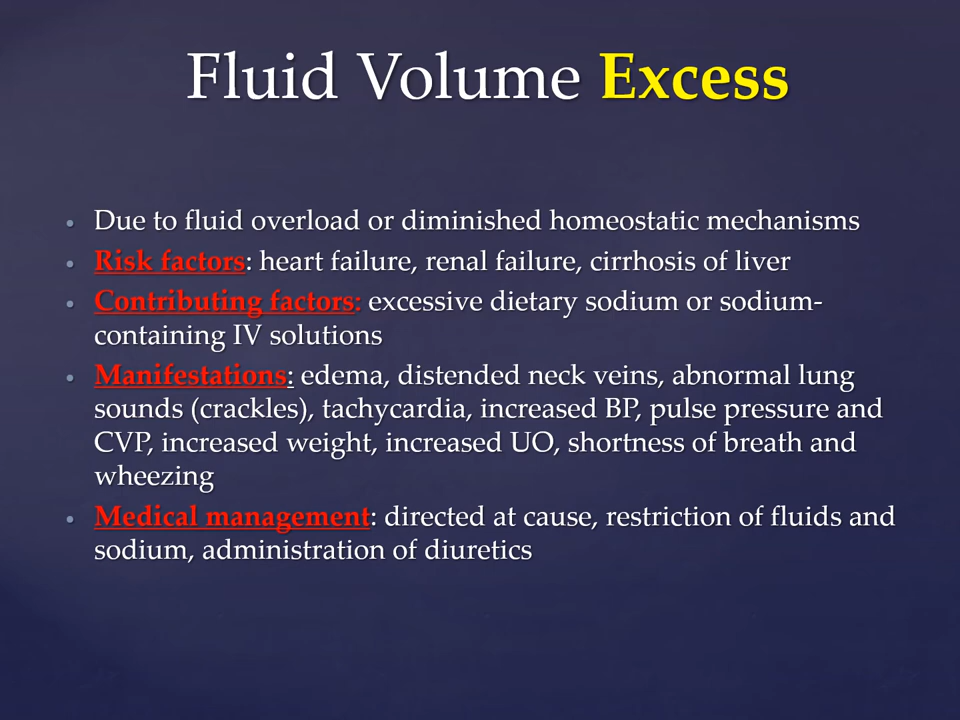 Fluid Volume Excess
• Due to fluid overload or diminished homeostatic mechanisms
• Risk factors: heart failure, renal failure, cirrhosis of liver
• Contributing factors: excessive dietary sodium or sodium-
containing IV solutions
• Manifestations: edema, distended neck veins, abnormal lung
sounds (crackles), tachycardia, increased BP, pulse pressure and
CVP, increased weight, increased UO, shortness of breath and
wheezing
• Medical management: directed at cause, restriction of fluids and
sodium, administration of diuretics